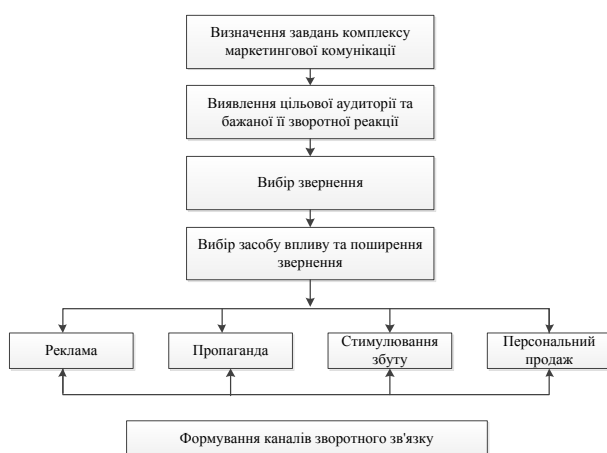 Визначення завдань комплексу
маркетингової комунікації
Виявлення цільової аудиторії та
бажаної її зворотної реакції
Вибір звернення
Вибір засобу впливу та поширення
звернення
Реклама
Пропаганда
Стимулювання
збуту
Персональний
продаж
Формування каналів зворотного зв'язку